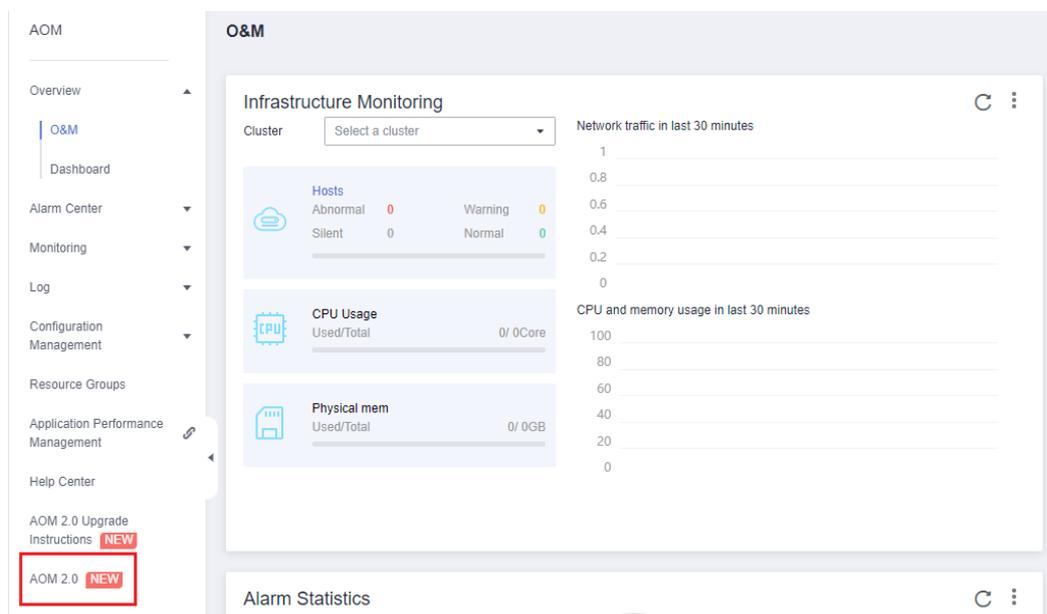 AOM
Overview
O&M
Dashboard
Alarm Center
Monitoring
Log
Configuration
Management
Resource Groups
Application Performance
Management
Help Center
AOM 2.0 Upgrade
Instructions NEW
AOM 2.0 NEW
O&M
Infrastructure Monitoring
Cluster Select a cluster
Hosts
Abnormal 0 Warning 0
Silent 0 Normal 0
CPU
CPU Usage
Used/Total 0/ 0Core
Physical mem
Used/Total 0/ 0GB
Network traffic in last 30 minutes
1
0.8
0.6
0.4
0.2
0
CPU and memory usage in last 30 minutes
100
80
60
40
20
0
Alarm Statistics